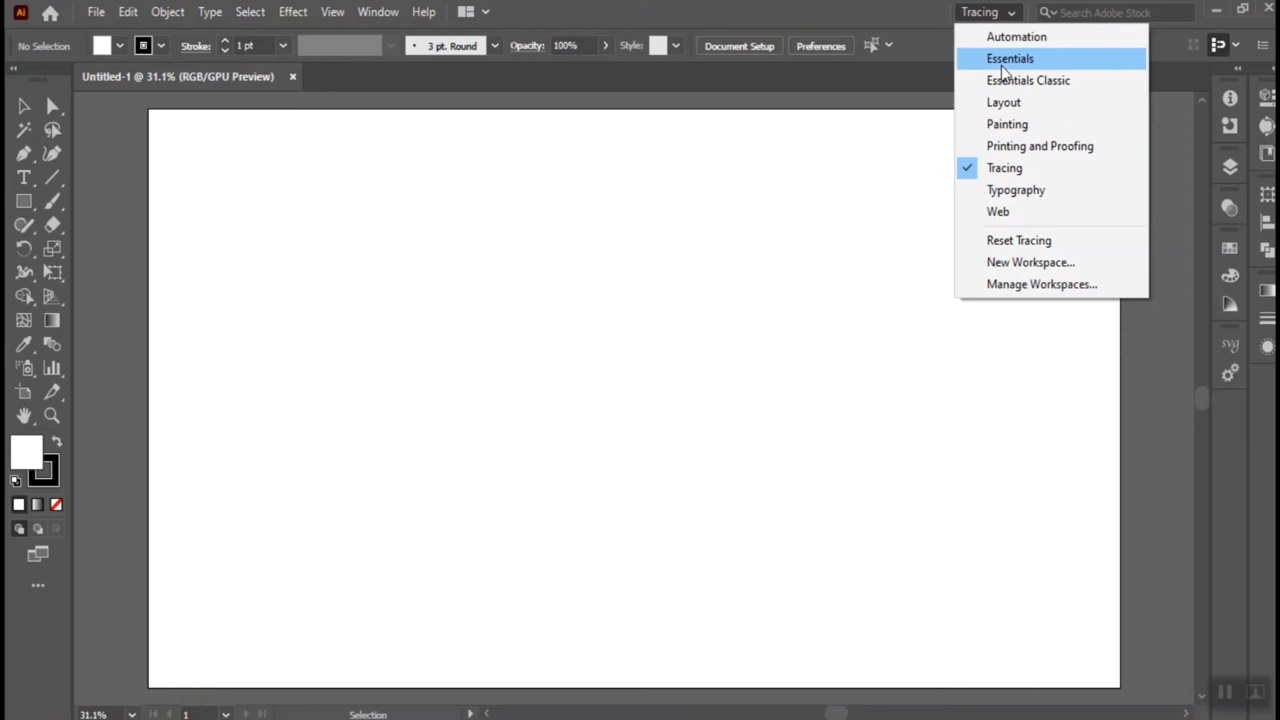 Ai File Edit Object Type Select Effect View Window Help Tracing Search Adobe Stock
No Selection Stroke: 1 pt 3 pt. Round Opacity: 100% Style: Document Setup Preferences
Untitled-1 @ 31.1% (RGB/GPU Preview)
Automation
Essentials
Essentials Classic
Layout
Painting
Printing and Proofing
Tracing
Typography
Web
Reset Tracing
New Workspace...
Manage Workspaces...
31.1% 1 Selection